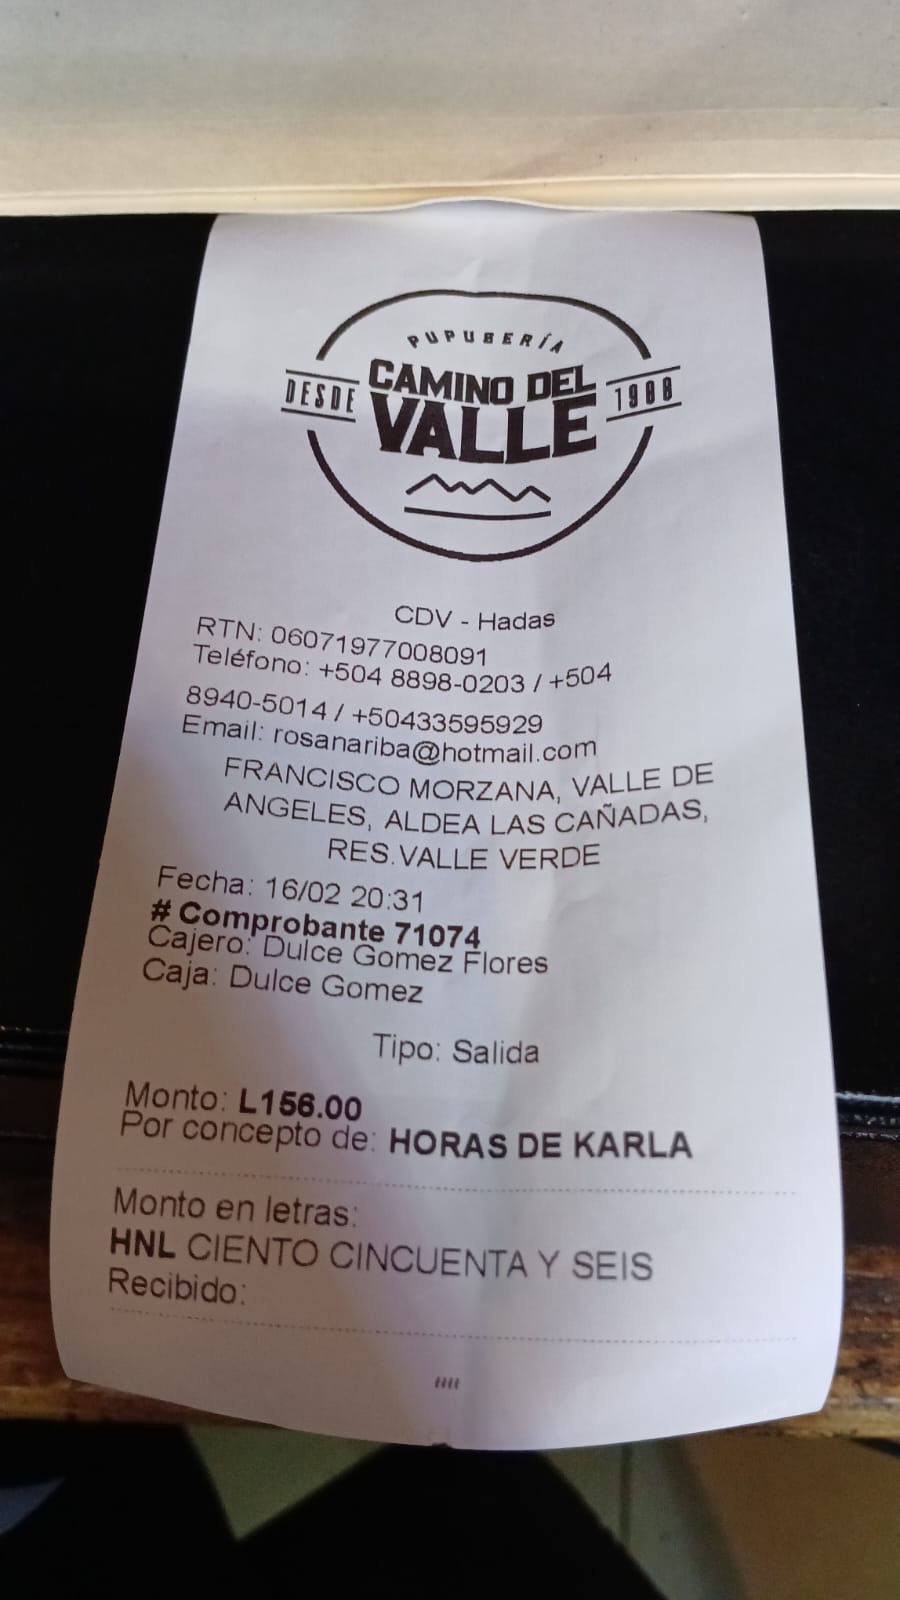 PUPUSERÍA
DESDE CAMINO DEL 1988
VALLE
CDV - Hadas
RTN: 06071977008091
Teléfono: +504 8898-0203 / +504
8940-5014 / +50433595929
Email: rosanariba@hotmail.com
FRANCISCO MORZANA, VALLE DE
ANGELES, ALDEA LAS CAÑADAS,
RES.VALLE VERDE
Fecha: 16/02 20:31
# Comprobante 71074
Cajero: Dulce Gomez Flores
Caja: Dulce Gomez
Tipo: Salida
Monto: L156.00
Por concepto de: HORAS DE KARLA
Monto en letras:
HNL CIENTO CINCUENTA Y SEIS
Recibido: